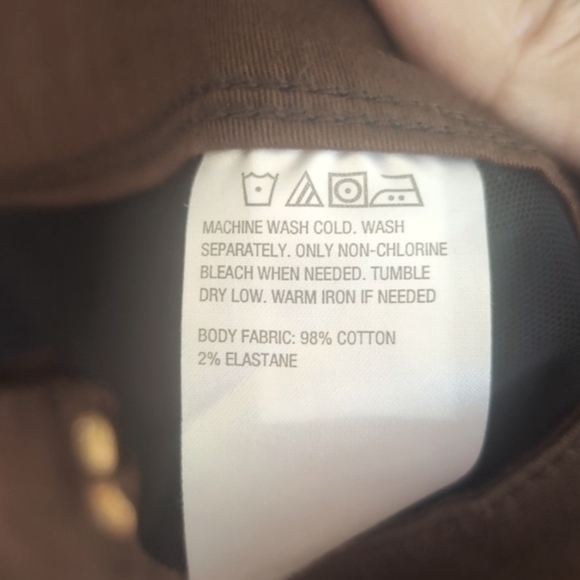 MACHINE WASH COLD. WASH
SEPARATELY. ONLY NON-CHLORINE
BLEACH WHEN NEEDED. TUMBLE
DRY LOW. WARM IRON IF NEEDED
BODY FABRIC: 98% COTTON
2% ELASTANE